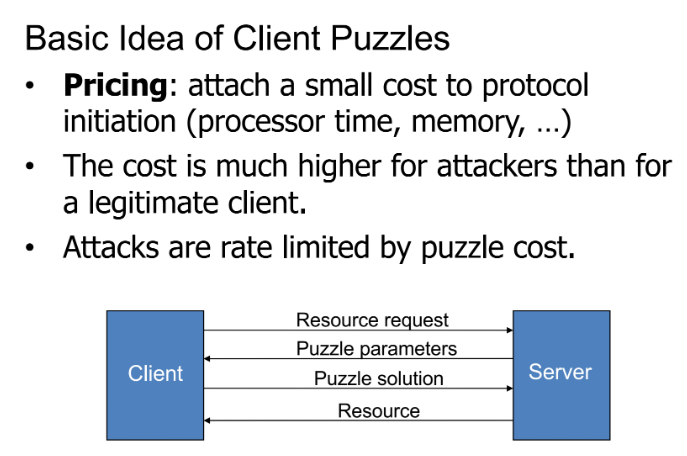 Basic Idea of Client Puzzles
• Pricing: attach a small cost to protocol
initiation (processor time, memory, …)
• The cost is much higher for attackers than for
a legitimate client.
• Attacks are rate limited by puzzle cost.
Resource request
Puzzle parameters
Client
Server
Puzzle solution
Resource